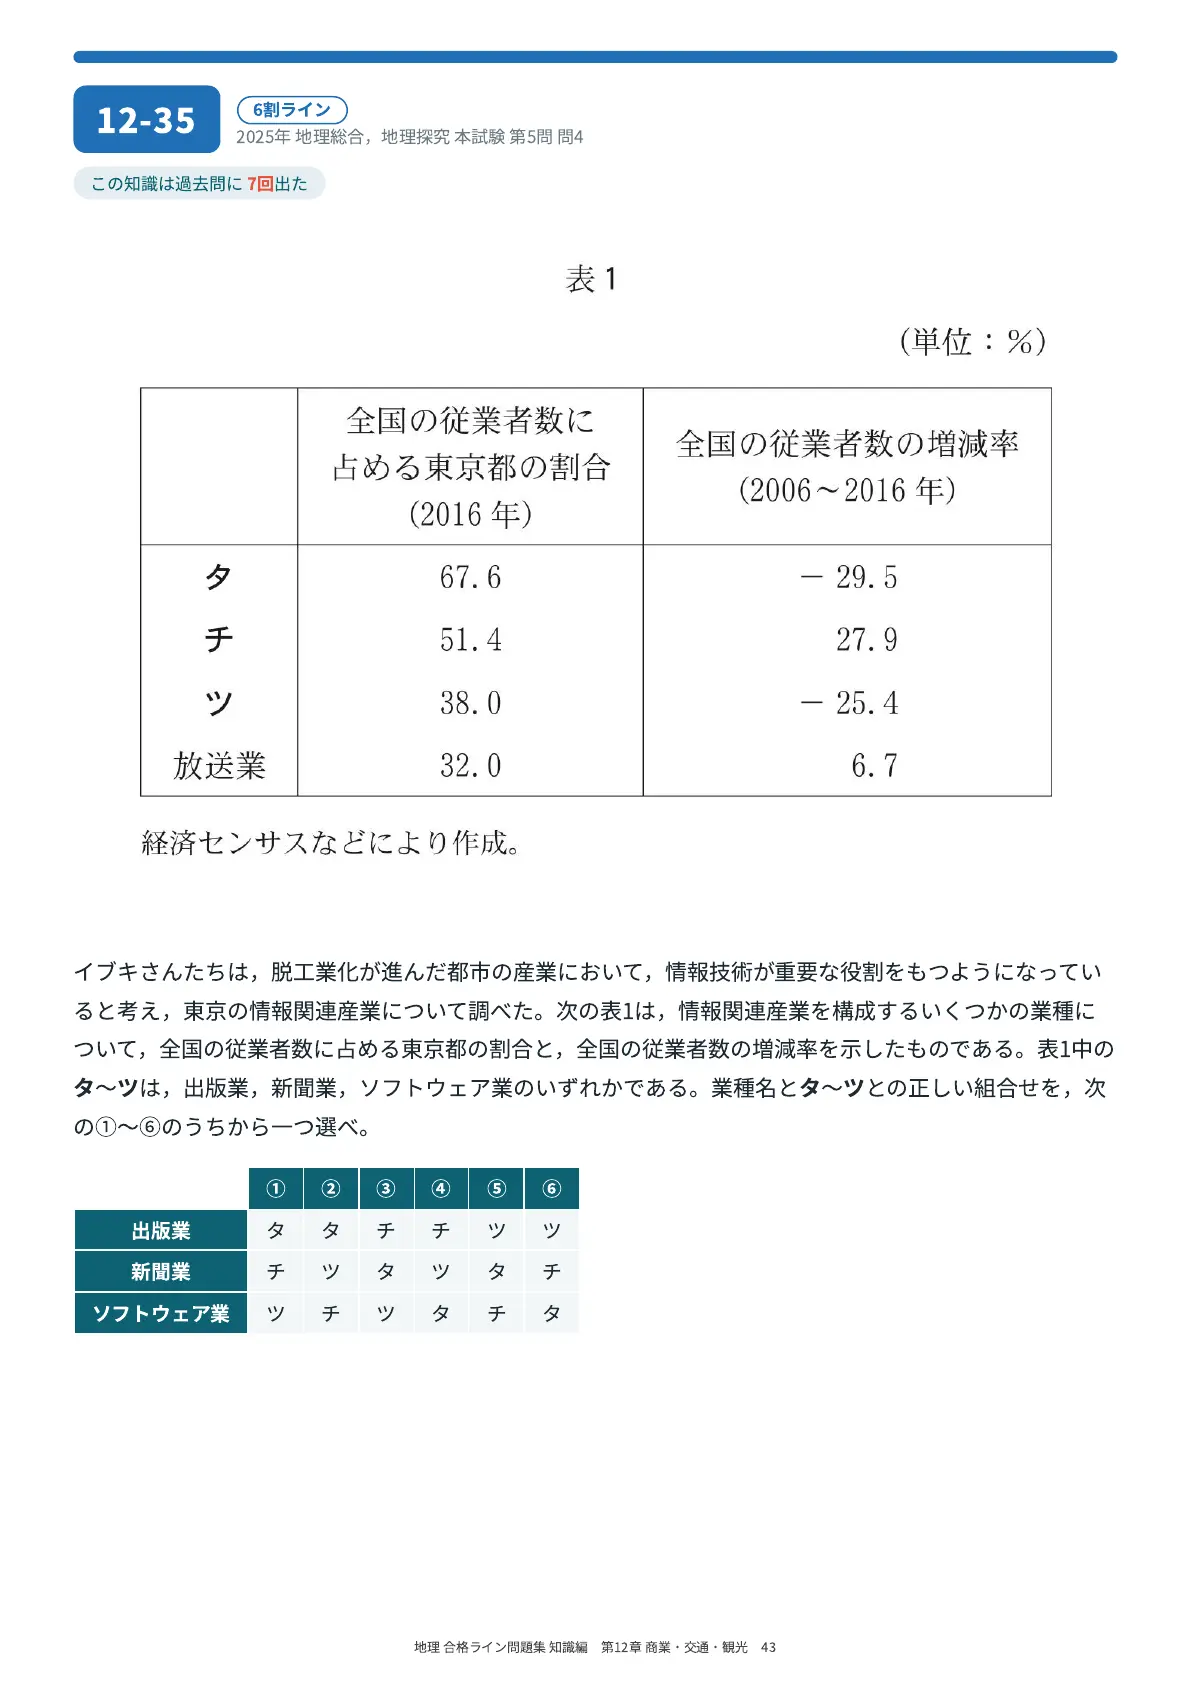 12-35
6割ライン
2025年 地理総合，地理探究 本試験 第5問 問4
この知識は過去問に 7回出た
表 1
（単位：％）
全国の従業者数に
占める東京都の割合
（2016 年）
全国の従業者数の増減率
（2006～2016 年）
タ 67.6 － 29.5
チ 51.4 27.9
ツ 38.0 － 25.4
放送業 32.0 6.7
経済センサスなどにより作成。
イブキさんたちは，脱工業化が進んだ都市の産業において，情報技術が重要な役割をもつようになってい
ると考え，東京の情報関連産業について調べた。次の表1は，情報関連産業を構成するいくつかの業種に
ついて，全国の従業者数に占める東京都の割合と，全国の従業者数の増減率を示したものである。表1中の
タ～ツは，出版業，新聞業，ソフトウェア業のいずれかである。業種名とタ～ツとの正しい組合せを，次
の①～⑥のうちから一つ選べ。
① ② ③ ④ ⑤ ⑥
出版業 タ タ チ チ ツ ツ
新聞業 チ ツ タ ツ タ チ
ソフトウェア業 ツ チ ツ タ チ タ
地理 合格ライン問題集 知識編 第12章 商業・交通・観光 43